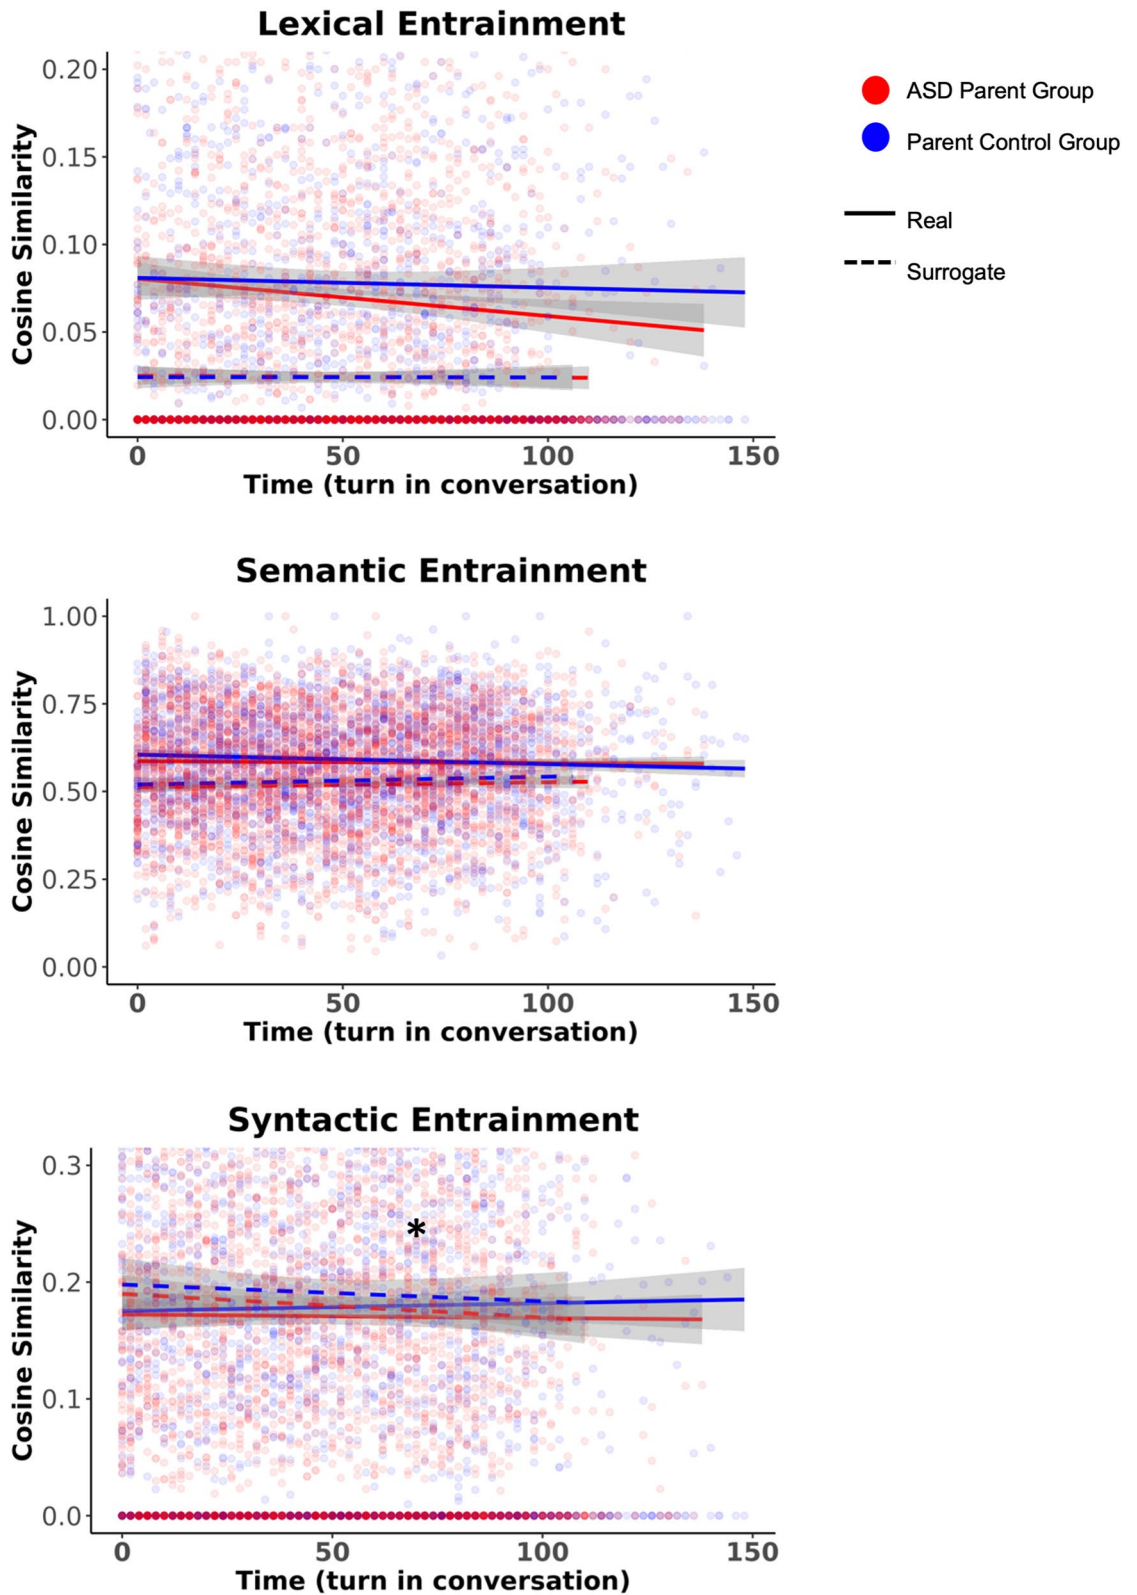 Lexical Entrainment
Cosine Similarity
0.20
0.15
0.10
0.05
0.00
0 50 100 150
Time (turn in conversation)
ASD Parent Group
Parent Control Group
Real
Surrogate
Semantic Entrainment
Cosine Similarity
1.00
0.75
0.50
0.25
0.00
0 50 100 150
Time (turn in conversation)
Syntactic Entrainment
Cosine Similarity
0.3
0.2
0.1
0.0
*
0 50 100 150
Time (turn in conversation)